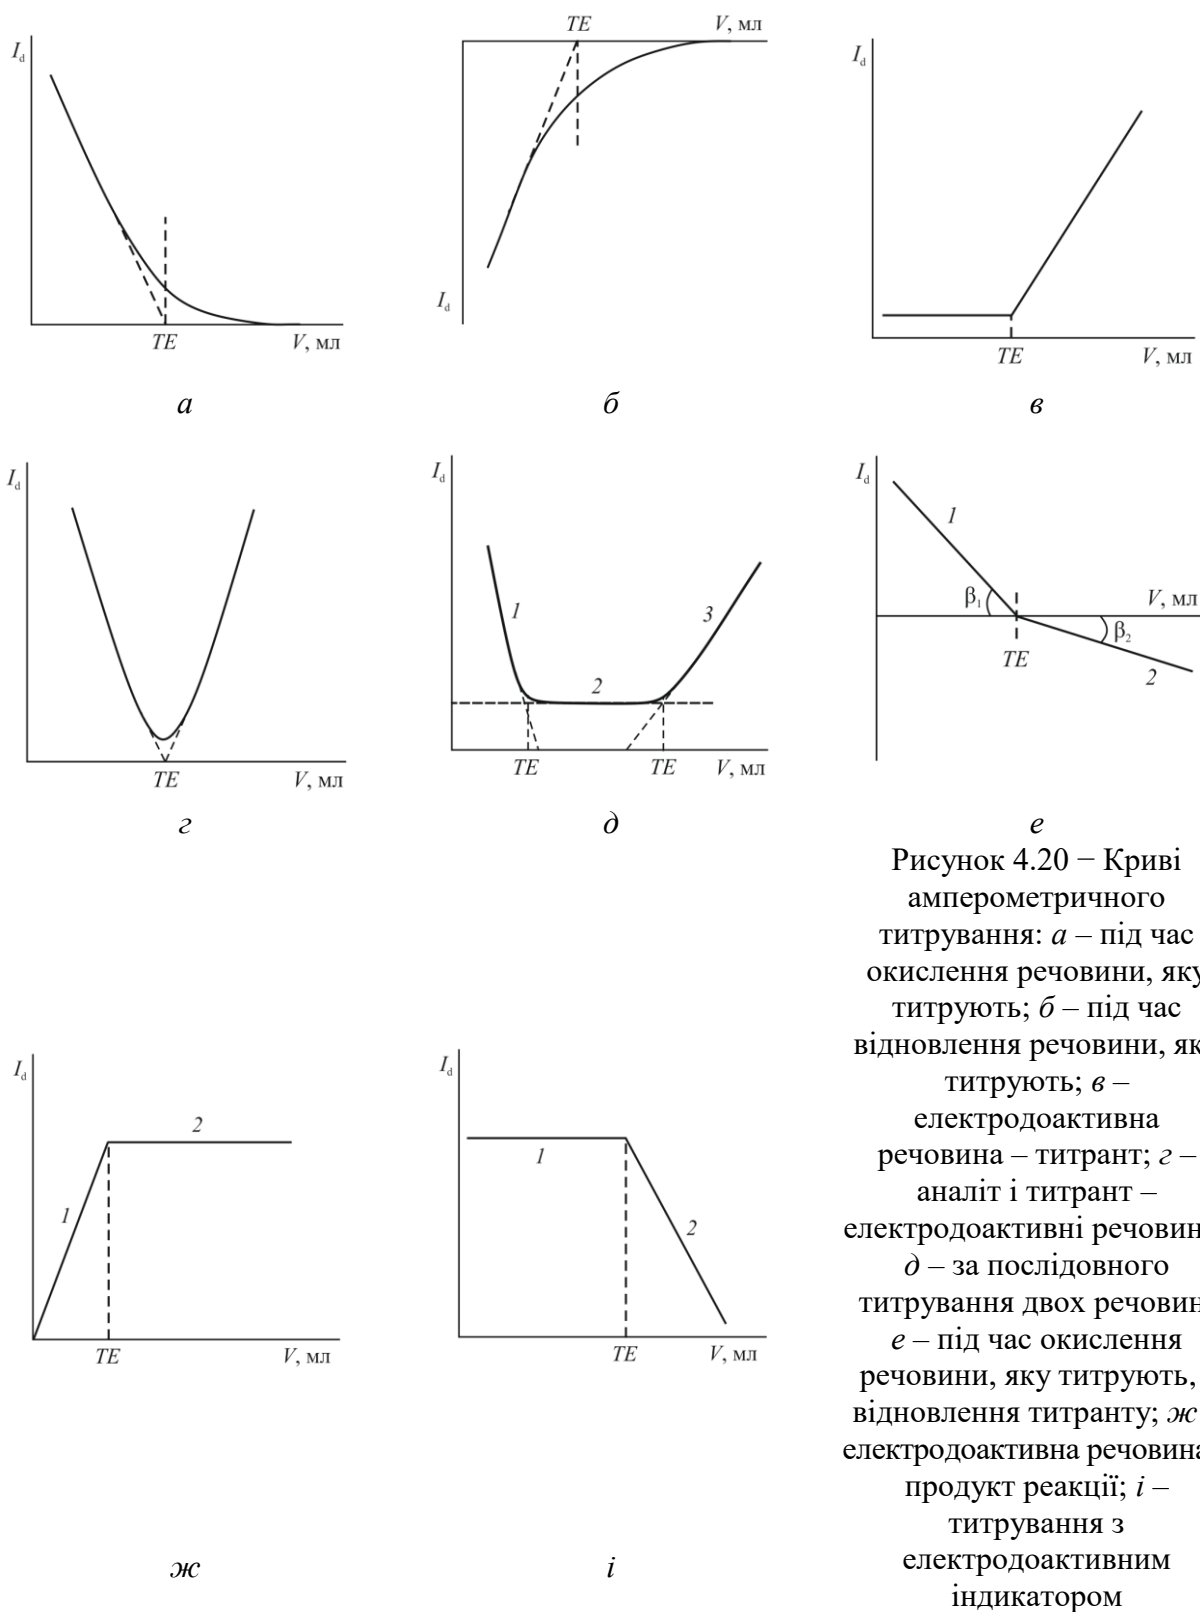 I_d
TE
V, мл
а
TE
V, мл
I_d
б
I_d
TE
V, мл
в
I_d
TE
V, мл
г
I_d
1
2
3
TE
TE
V, мл
д
I_d
1
β₁
V, мл
TE
β₂
2
е
Рисунок 4.20 − Криві
амперометричного
титрування: а – під час
окислення речовини, яку
титрують; б – під час
відновлення речовини, як
титрують; в –
електродоактивна
речовина – титрант; г –
аналіт і титрант –
електродоактивні речовин
д – за послідовного
титрування двох речовин
е – під час окислення
речовини, яку титрують,
відновлення титранту; ж
електродоактивна речовина
продукт реакції; і –
титрування з
електродоактивним
індикатором
I_d
1
2
TE
V, мл
ж
I_d
1
2
TE
V, мл
і